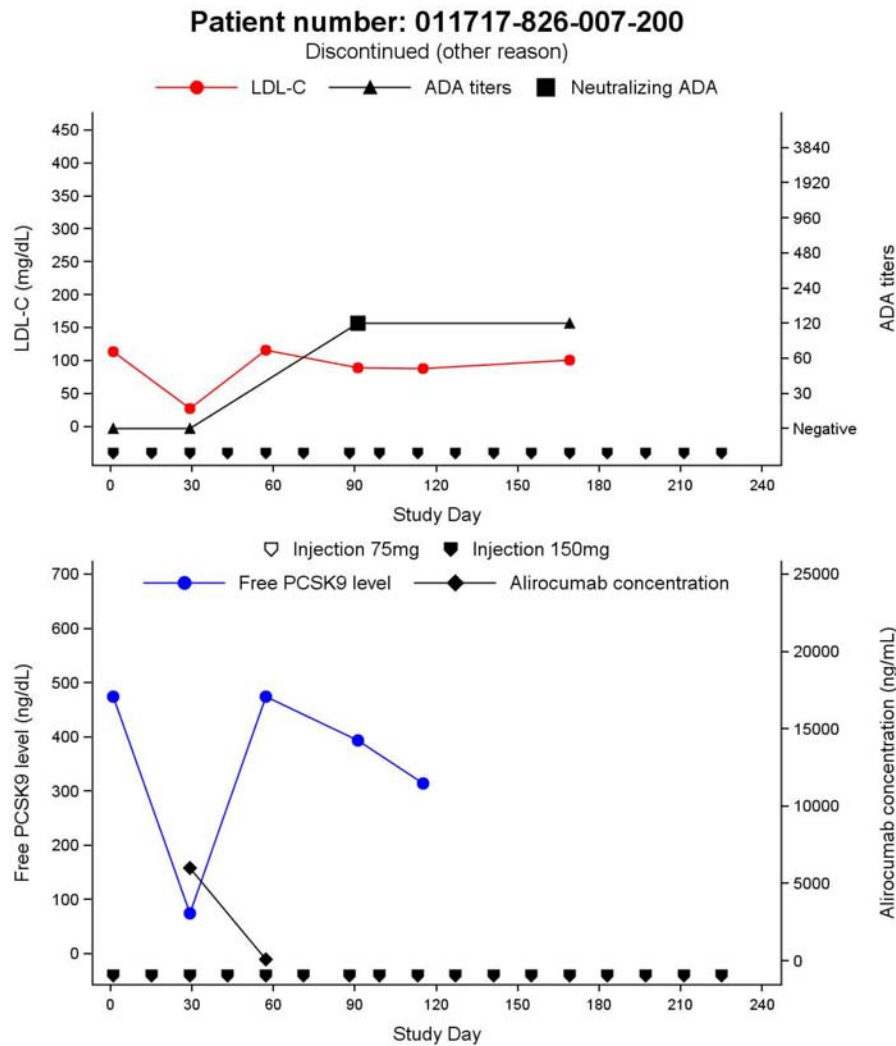 Patient number: 011717-826-007-200
Discontinued (other reason)
LDL-C ADA titers Neutralizing ADA
LDL-C (mg/dL)
450
400
350
300
250
200
150
100
50
0
ADA titers
3840
1920
960
480
240
120
60
30
Negative
0 30 60 90 120 150 180 210 240
Study Day
Injection 75mg Injection 150mg
Free PCSK9 level Alirocumab concentration
Free PCSK9 level (ng/dL)
700
600
500
400
300
200
100
0
Alirocumab concentration (ng/mL)
25000
20000
15000
10000
5000
0
0 30 60 90 120 150 180 210 240
Study Day